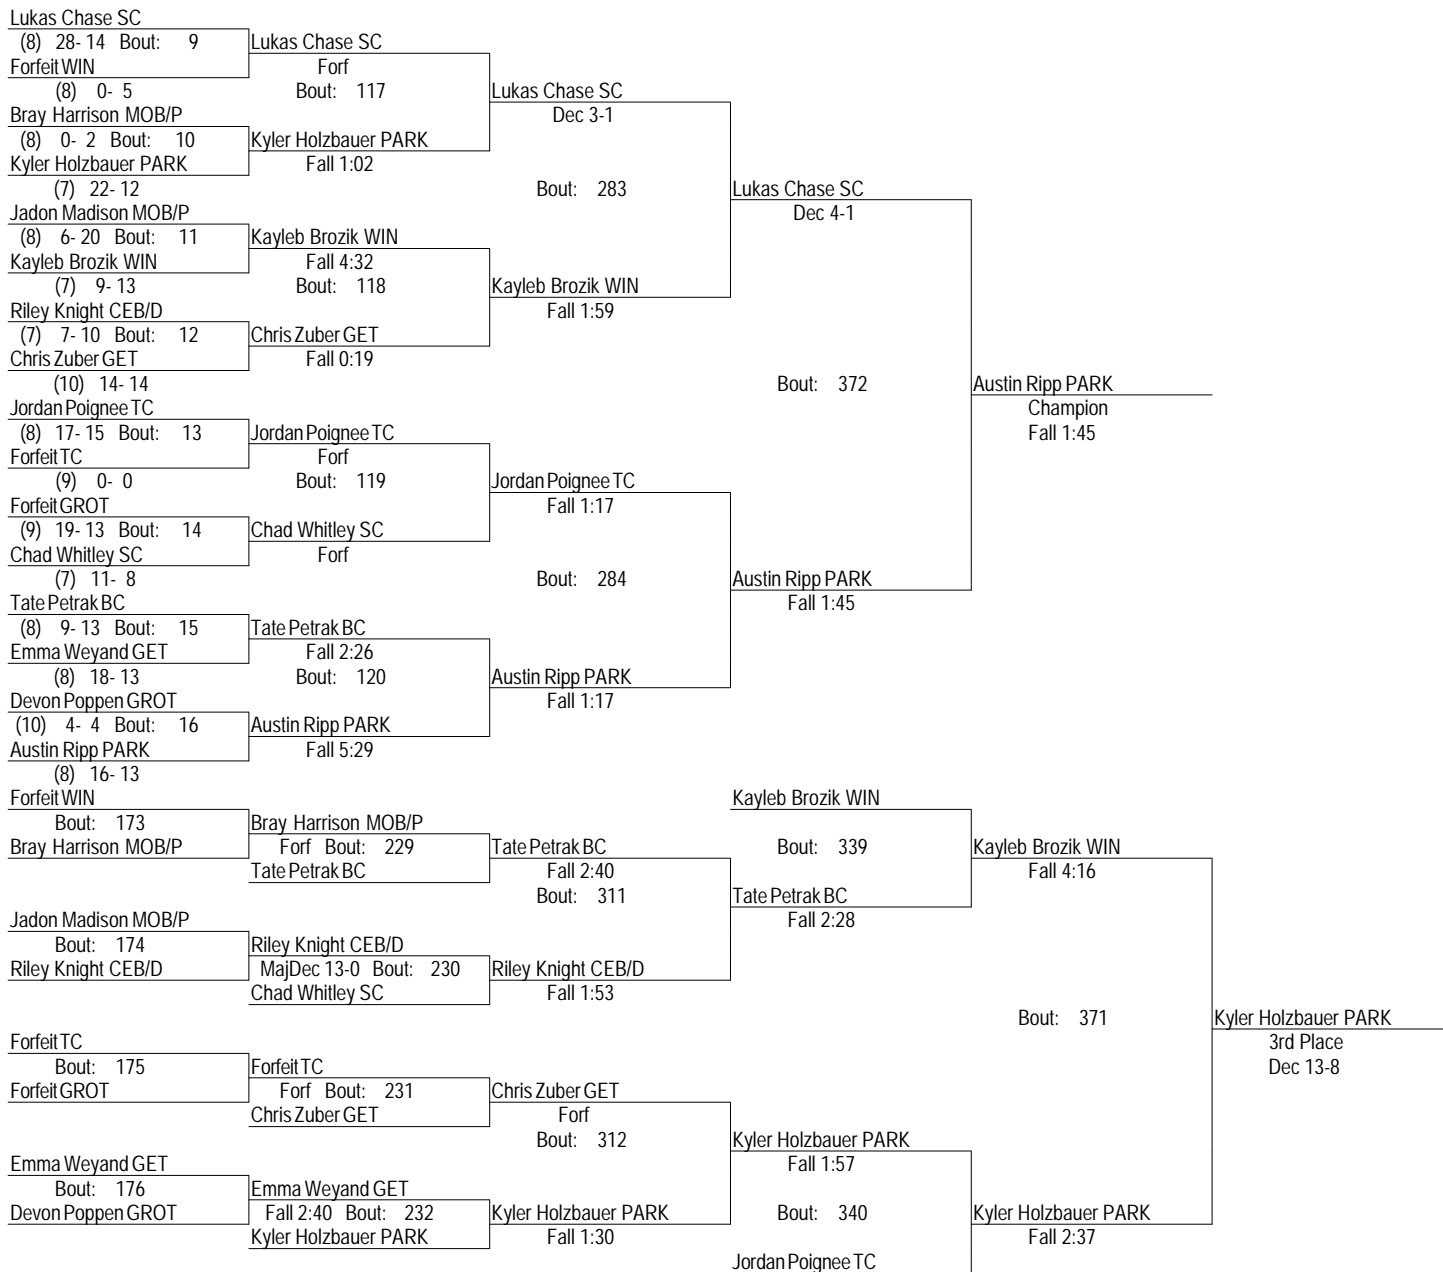 Lukas Chase SC
(8) 28- 14 Bout: 9
Forfeit WIN
(8) 0- 5
Bray Harrison MOB/P
(8) 0- 2 Bout: 10
Kyler Holzbauer PARK
(7) 22- 12
Jadon Madison MOB/P
(8) 6- 20 Bout: 11
Kayleb Brozik WIN
(7) 9- 13
Riley Knight CEB/D
(7) 7- 10 Bout: 12
Chris Zuber GET
(10) 14- 14
Jordan Poignee TC
(8) 17- 15 Bout: 13
Forfeit TC
(9) 0- 0
Forfeit GROT
(9) 19- 13 Bout: 14
Chad Whitley SC
(7) 11- 8
Tate Petrak BC
(8) 9- 13 Bout: 15
Emma Weyand GET
(8) 18- 13
Devon Poppen GROT
(10) 4- 4 Bout: 16
Austin Ripp PARK
(8) 16- 13
Lukas Chase SC
Forf
Bout: 117
Kyler Holzbauer PARK
Fall 1:02
Kayleb Brozik WIN
Fall 4:32
Bout: 118
Chris Zuber GET
Fall 0:19
Jordan Poignee TC
Forf
Bout: 119
Chad Whitley SC
Forf
Tate Petrak BC
Fall 2:26
Bout: 120
Austin Ripp PARK
Fall 5:29
Lukas Chase SC
Dec 3-1
Bout: 283
Kayleb Brozik WIN
Fall 1:59
Jordan Poignee TC
Fall 1:17
Bout: 284
Austin Ripp PARK
Fall 1:17
Lukas Chase SC
Dec 4-1
Bout: 372
Austin Ripp PARK
Fall 1:45
Austin Ripp PARK
Champion
Fall 1:45
Forfeit WIN
Bout: 173
Bray Harrison MOB/P
Jadon Madison MOB/P
Bout: 174
Riley Knight CEB/D
Forfeit TC
Bout: 175
Forfeit GROT
Emma Weyand GET
Bout: 176
Devon Poppen GROT
Bray Harrison MOB/P
Forf Bout: 229
Tate Petrak BC
Riley Knight CEB/D
MajDec 13-0 Bout: 230
Chad Whitley SC
Forfeit TC
Forf Bout: 231
Chris Zuber GET
Emma Weyand GET
Fall 2:40 Bout: 232
Kyler Holzbauer PARK
Tate Petrak BC
Fall 2:40
Bout: 311
Riley Knight CEB/D
Fall 1:53
Chris Zuber GET
Forf
Bout: 312
Kyler Holzbauer PARK
Fall 1:30
Kayleb Brozik WIN
Bout: 339
Tate Petrak BC
Fall 2:28
Kyler Holzbauer PARK
Fall 1:57
Bout: 340
Jordan Poignee TC
Kayleb Brozik WIN
Fall 4:16
Bout: 371
Kyler Holzbauer PARK
Fall 2:37
Kyler Holzbauer PARK
3rd Place
Dec 13-8